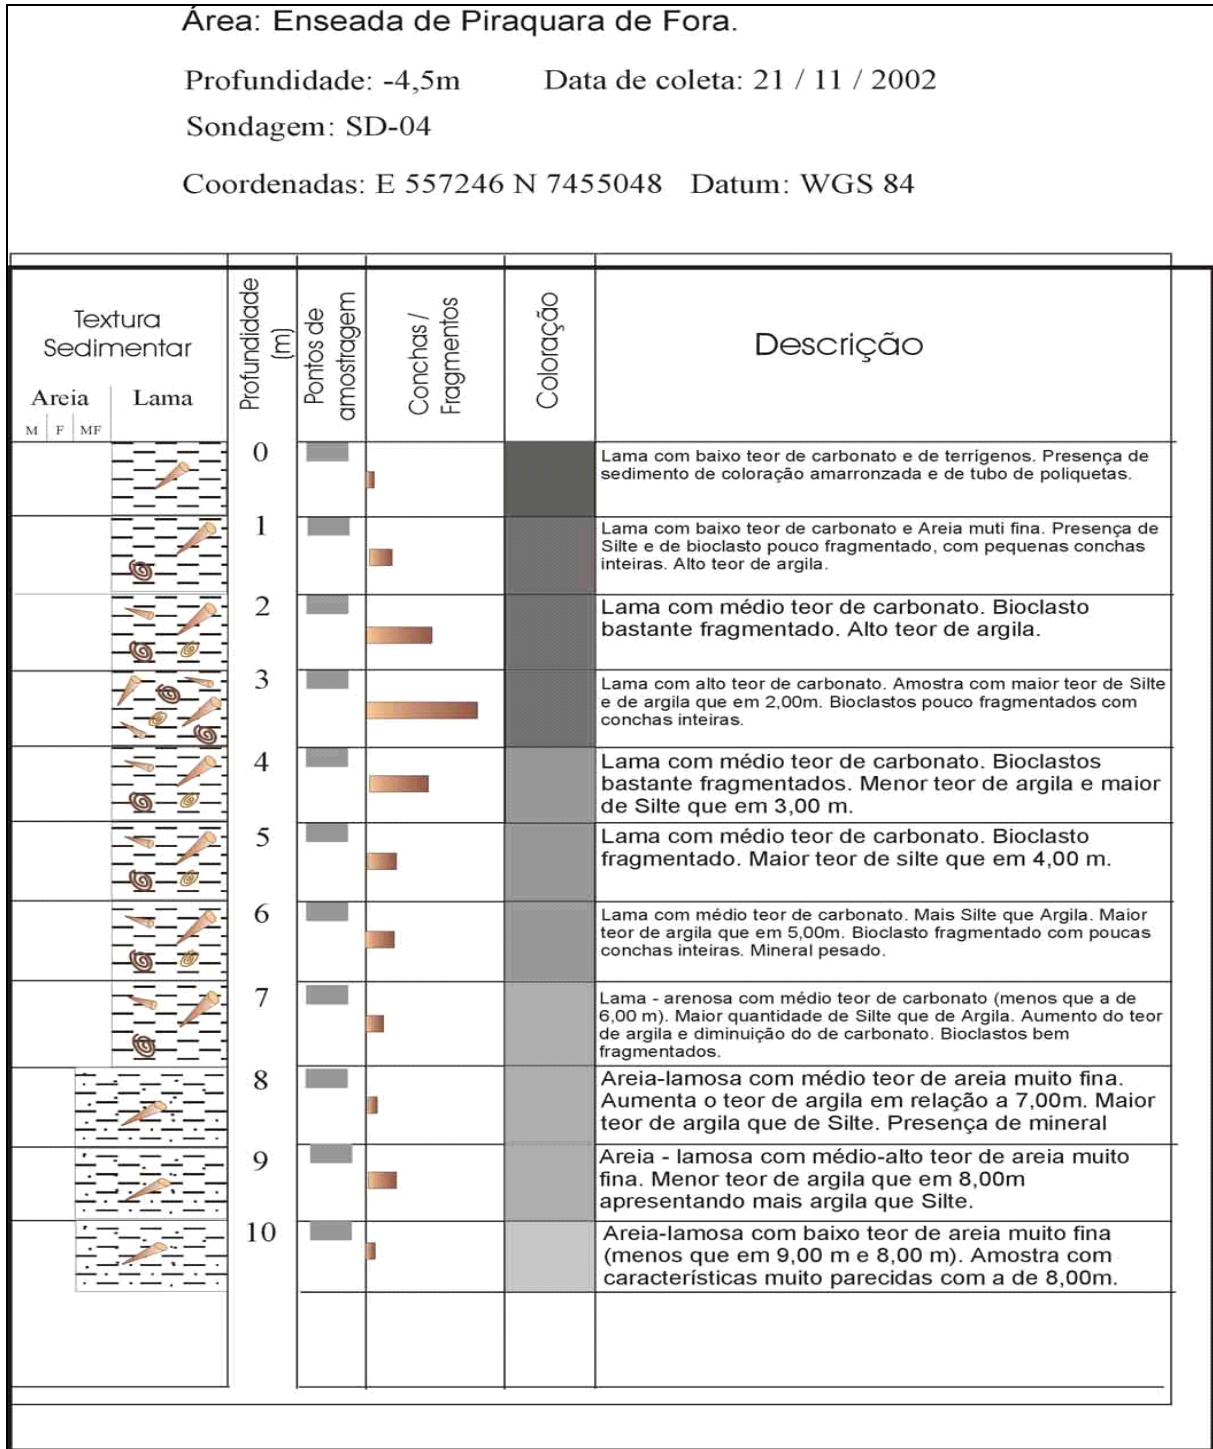 Área: Enseada de Piraquara de Fora.
Profundidade: -4,5m Data de coleta: 21 / 11 / 2002
Sondagem: SD-04
Coordenadas: E 557246 N 7455048 Datum: WGS 84
Textura
Sedimentar
Areia Lama
M F MF
Profundidade
(m)
Pontos de
amostragem
Conchas /
Fragmentos
Coloração
Descrição
0
Lama com baixo teor de carbonato e de terrígenos. Presença de
sedimento de coloração amarronzada e de tubo de poliquetas.
1
Lama com baixo teor de carbonato e Areia muti fina. Presença de
Silte e de bioclasto pouco fragmentado, com pequenas conchas
inteiras. Alto teor de argila.
2
Lama com médio teor de carbonato. Bioclasto
bastante fragmentado. Alto teor de argila.
3
Lama com alto teor de carbonato. Amostra com maior teor de Silte
e de argila que em 2,00m. Bioclastos pouco fragmentados com
conchas inteiras.
4
Lama com médio teor de carbonato. Bioclastos
bastante fragmentados. Menor teor de argila e maior
de Silte que em 3,00 m.
5
Lama com médio teor de carbonato. Bioclasto
fragmentado. Maior teor de silte que em 4,00 m.
6
Lama com médio teor de carbonato. Mais Silte que Argila. Maior
teor de argila que em 5,00m. Bioclasto fragmentado com poucas
conchas inteiras. Mineral pesado.
7
Lama - arenosa com médio teor de carbonato (menos que a de
6,00 m). Maior quantidade de Silte que de Argila. Aumento do teor
de argila e diminuição do de carbonato. Bioclastos bem
fragmentados.
8
Areia-lamosa com médio teor de areia muito fina.
Aumenta o teor de argila em relação a 7,00m. Maior
teor de argila que de Silte. Presença de mineral
9
Areia - lamosa com médio-alto teor de areia muito
fina. Menor teor de argila que em 8,00m
apresentando mais argila que Silte.
10
Areia-lamosa com baixo teor de areia muito fina
(menos que em 9,00 m e 8,00 m). Amostra com
características muito parecidas com a de 8,00m.